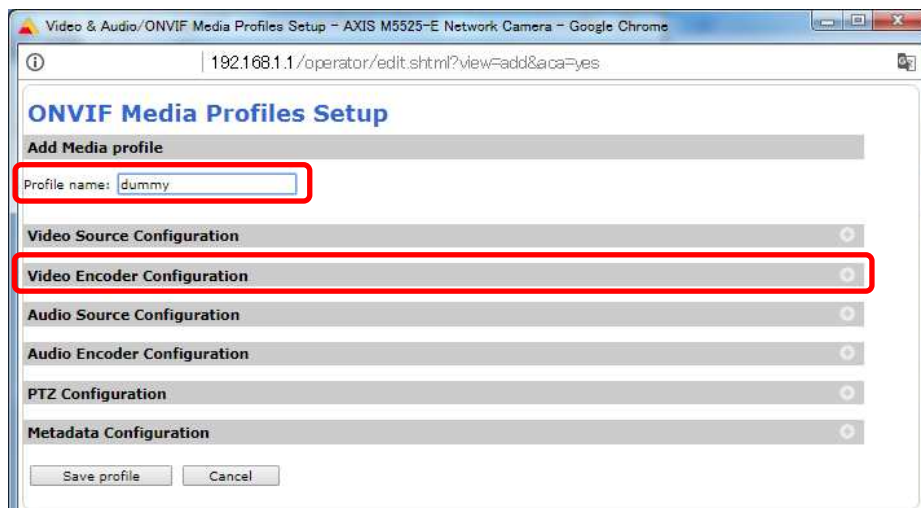 Video & Audio/ONVIF Media Profiles Setup - AXIS M5525-E Network Camera - Google Chrome
192.168.1.1/operator/edit.shtml?view=add&aca=yes
ONVIF Media Profiles Setup
Add Media profile
Profile name: dummy
Video Source Configuration
Video Encoder Configuration
Audio Source Configuration
Audio Encoder Configuration
PTZ Configuration
Metadata Configuration
Save profile Cancel